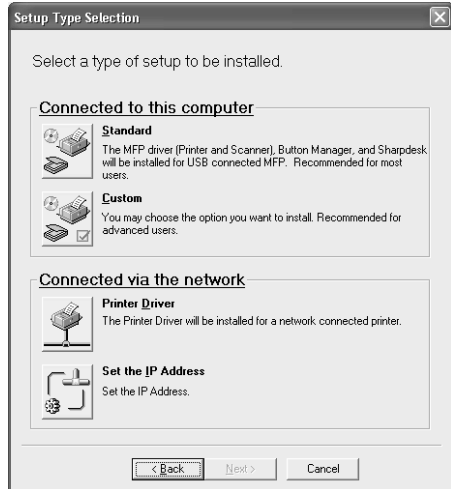 Setup Type Selection
Select a type of setup to be installed.
Connected to this computer
Standard
The MFP driver (Printer and Scanner), Button Manager, and Sharpdesk
will be installed for USB connected MFP. Recommended for most
users.
Custom
You may choose the option you want to install. Recommended for
advanced users.
Connected via the network
Printer Driver
The Printer Driver will be installed for a network connected printer.
Set the IP Address
Set the IP Address.
< Back Next > Cancel